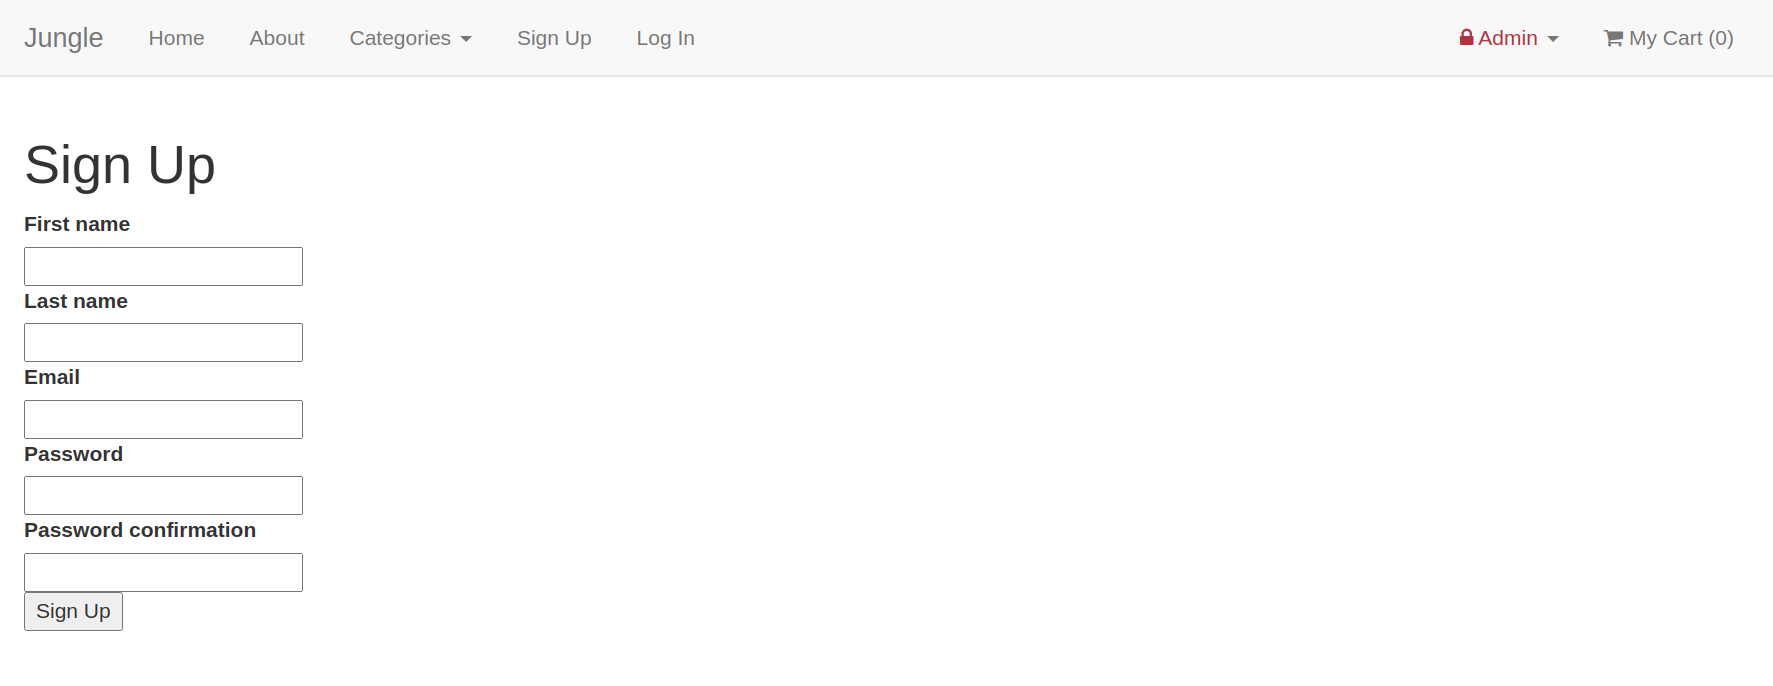 Jungle Home About Categories Sign Up Log In Admin My Cart (0)
Sign Up
First name
Last name
Email
Password
Password confirmation
Sign Up